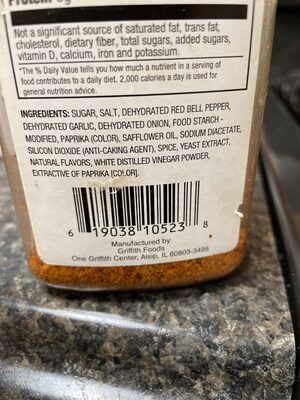 Not a significant source of saturated fat, trans fat,
cholesterol, dietary fiber, total sugars, added sugars,
vitamin D, calcium, iron and potassium.
*The % Daily Value tells you how much a nutrient in a serving of
food contributes to a daily diet. 2,000 calories a day is used for
general nutrition advice.
INGREDIENTS: SUGAR, SALT, DEHYDRATED RED BELL PEPPER,
DEHYDRATED GARLIC, DEHYDRATED ONION, FOOD STARCH -
MODIFIED, PAPRIKA (COLOR), SAFFLOWER OIL, SODIUM DIACETATE,
SILICON DIOXIDE (ANTI-CAKING AGENT), SPICE, YEAST EXTRACT,
NATURAL FLAVORS, WHITE DISTILLED VINEGAR POWDER,
EXTRACTIVE OF PAPRIKA [COLOR].
6 19038 10523 8
Manufactured by
Griffith Foods
One Griffith Center, Alsip, IL 60803-3495